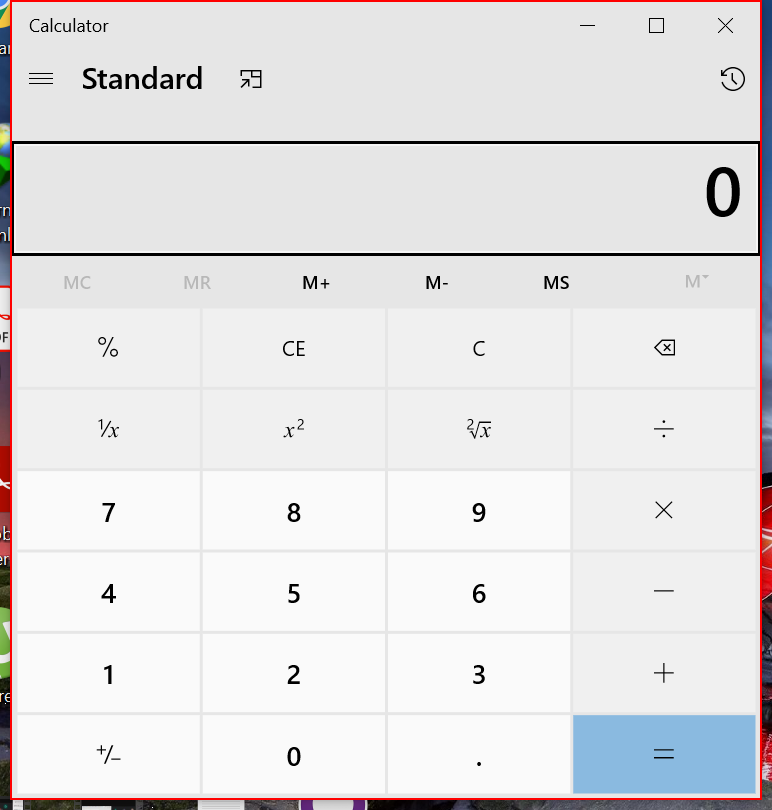 Calculator
Standard
0
MC MR M+ M- MS M˅
% CE C
¹/x x² ²√x ÷
7 8 9 ×
4 5 6 −
1 2 3 +
+/− 0 . =